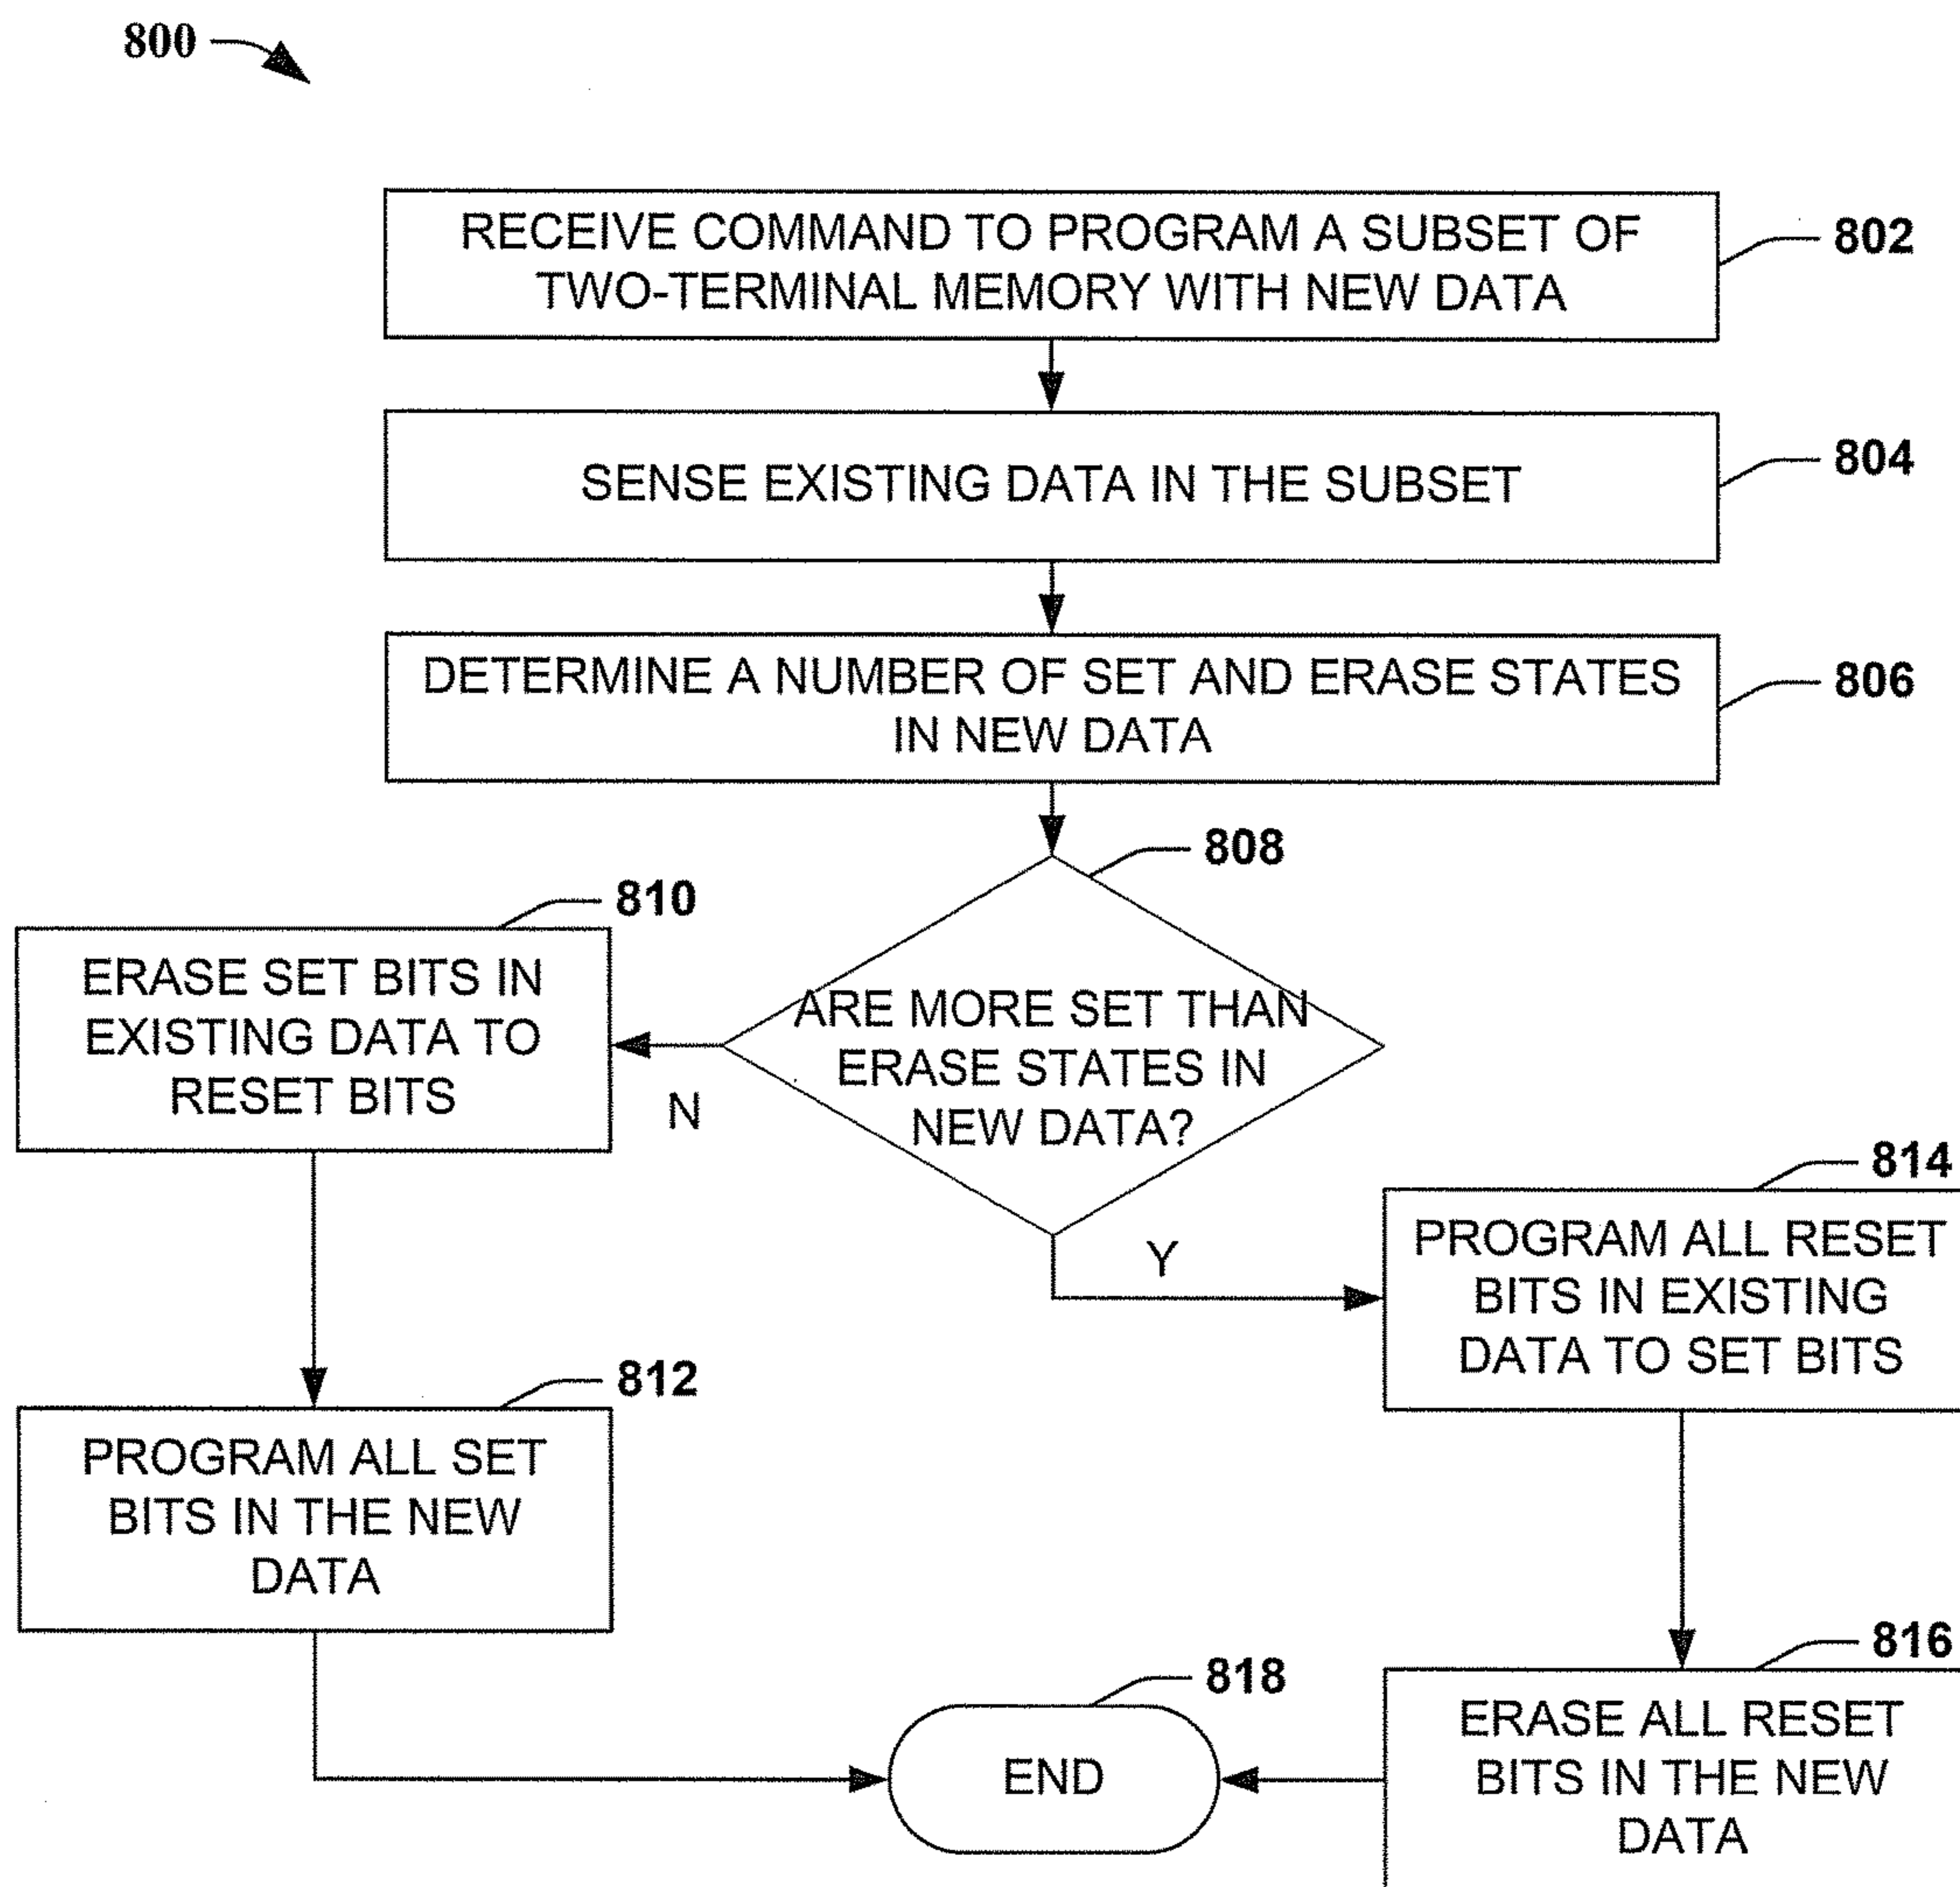 800
RECEIVE COMMAND TO PROGRAM A SUBSET OF
TWO-TERMINAL MEMORY WITH NEW DATA
802
SENSE EXISTING DATA IN THE SUBSET
804
DETERMINE A NUMBER OF SET AND ERASE STATES
IN NEW DATA
806
808
ARE MORE SET THAN
ERASE STATES IN
NEW DATA?
810
ERASE SET BITS IN
EXISTING DATA TO
RESET BITS
N
Y
812
PROGRAM ALL SET
BITS IN THE NEW
DATA
814
PROGRAM ALL RESET
BITS IN EXISTING
DATA TO SET BITS
816
ERASE ALL RESET
BITS IN THE NEW
DATA
818
END